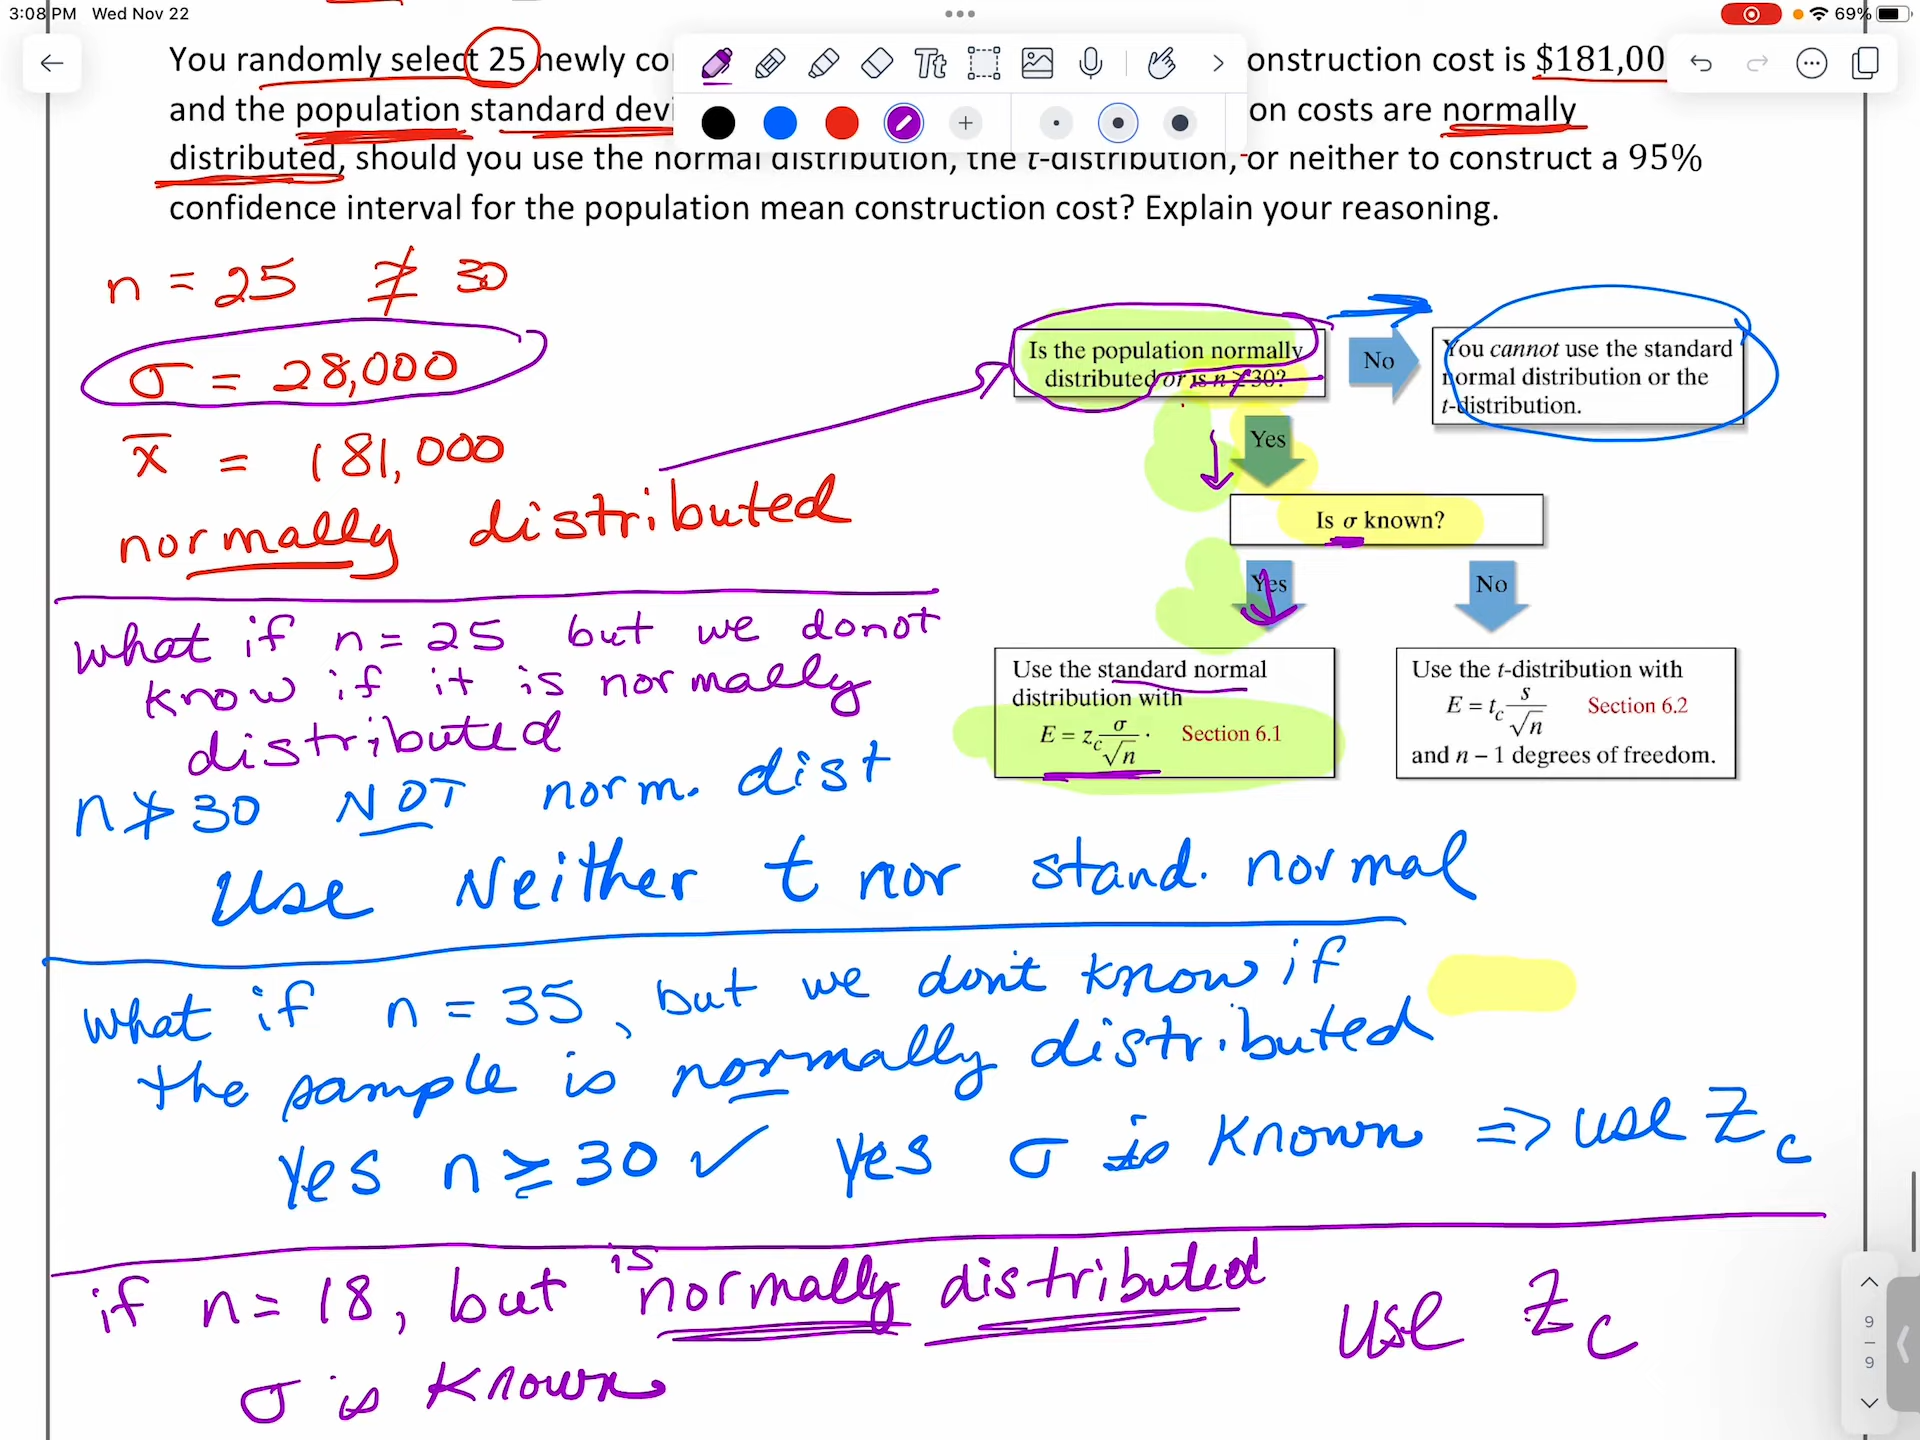 3:08 PM Wed Nov 22
69%
You randomly select 25 newly co
onstruction cost is $181,00
and the population standard devi
on costs are normally
distributed, should you use the normal distribution, the t-distribution, or neither to construct a 95%
confidence interval for the population mean construction cost? Explain your reasoning.
Tt
n = 25 ≱ 30
σ = 28,000
x̄ = 181,000
normally distributed
Is the population normally
distributed or is n ≥ 30?
No
You cannot use the standard
normal distribution or the
t-distribution.
Yes
Is σ known?
Yes
No
Use the standard normal
distribution with
E = z_c σ/√n. Section 6.1
Use the t-distribution with
E = t_c s/√n Section 6.2
and n − 1 degrees of freedom.
what if n = 25 but we donot
know if it is normally
distributed
n ≯ 30 NOT norm. dist
Use Neither t nor stand. normal
what if n = 35, but we don't know if
the sample is normally distributed
Yes n ≥ 30 ✓ Yes σ is known ⇒ use Z_c
if n = 18, but is normally distributed
σ is known
use Z_c
9
9